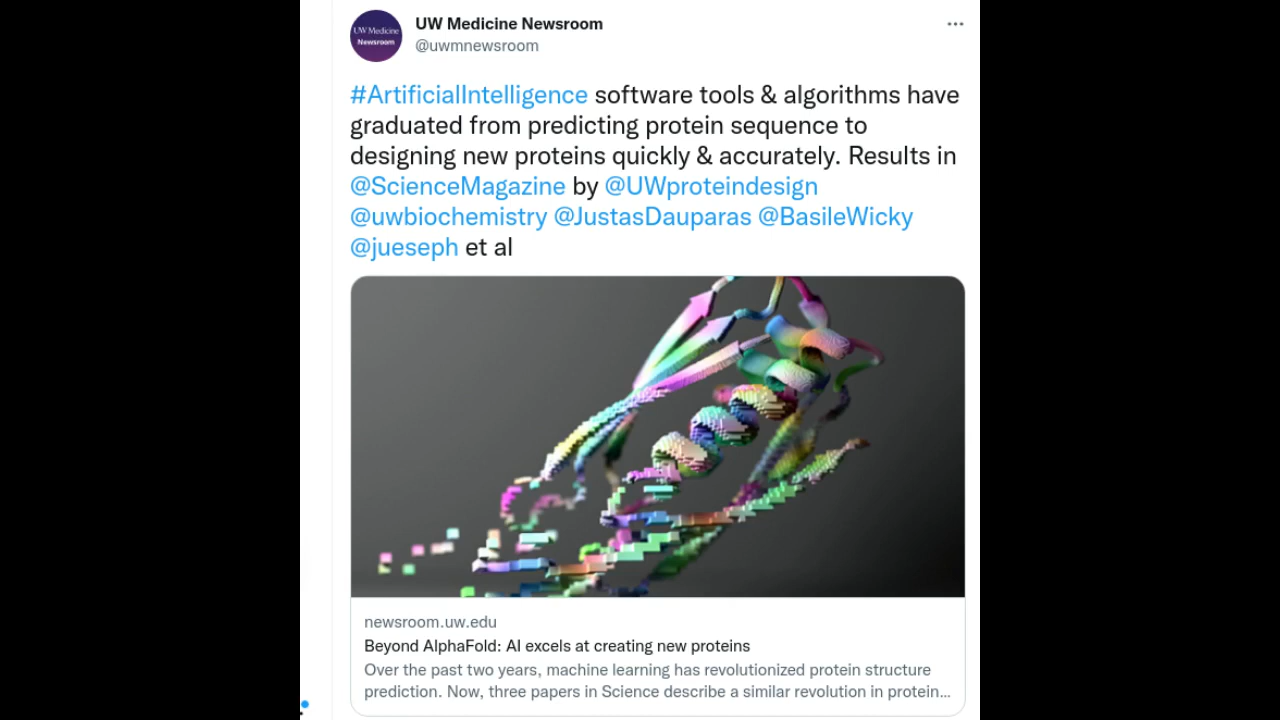 UW Medicine
Newsroom
UW Medicine Newsroom
@uwmnewsroom
#ArtificialIntelligence software tools & algorithms have
graduated from predicting protein sequence to
designing new proteins quickly & accurately. Results in
@ScienceMagazine by @UWproteindesign
@uwbiochemistry @JustasDauparas @BasileWicky
@jueseph et al
newsroom.uw.edu
Beyond AlphaFold: AI excels at creating new proteins
Over the past two years, machine learning has revolutionized protein structure
prediction. Now, three papers in Science describe a similar revolution in protein...